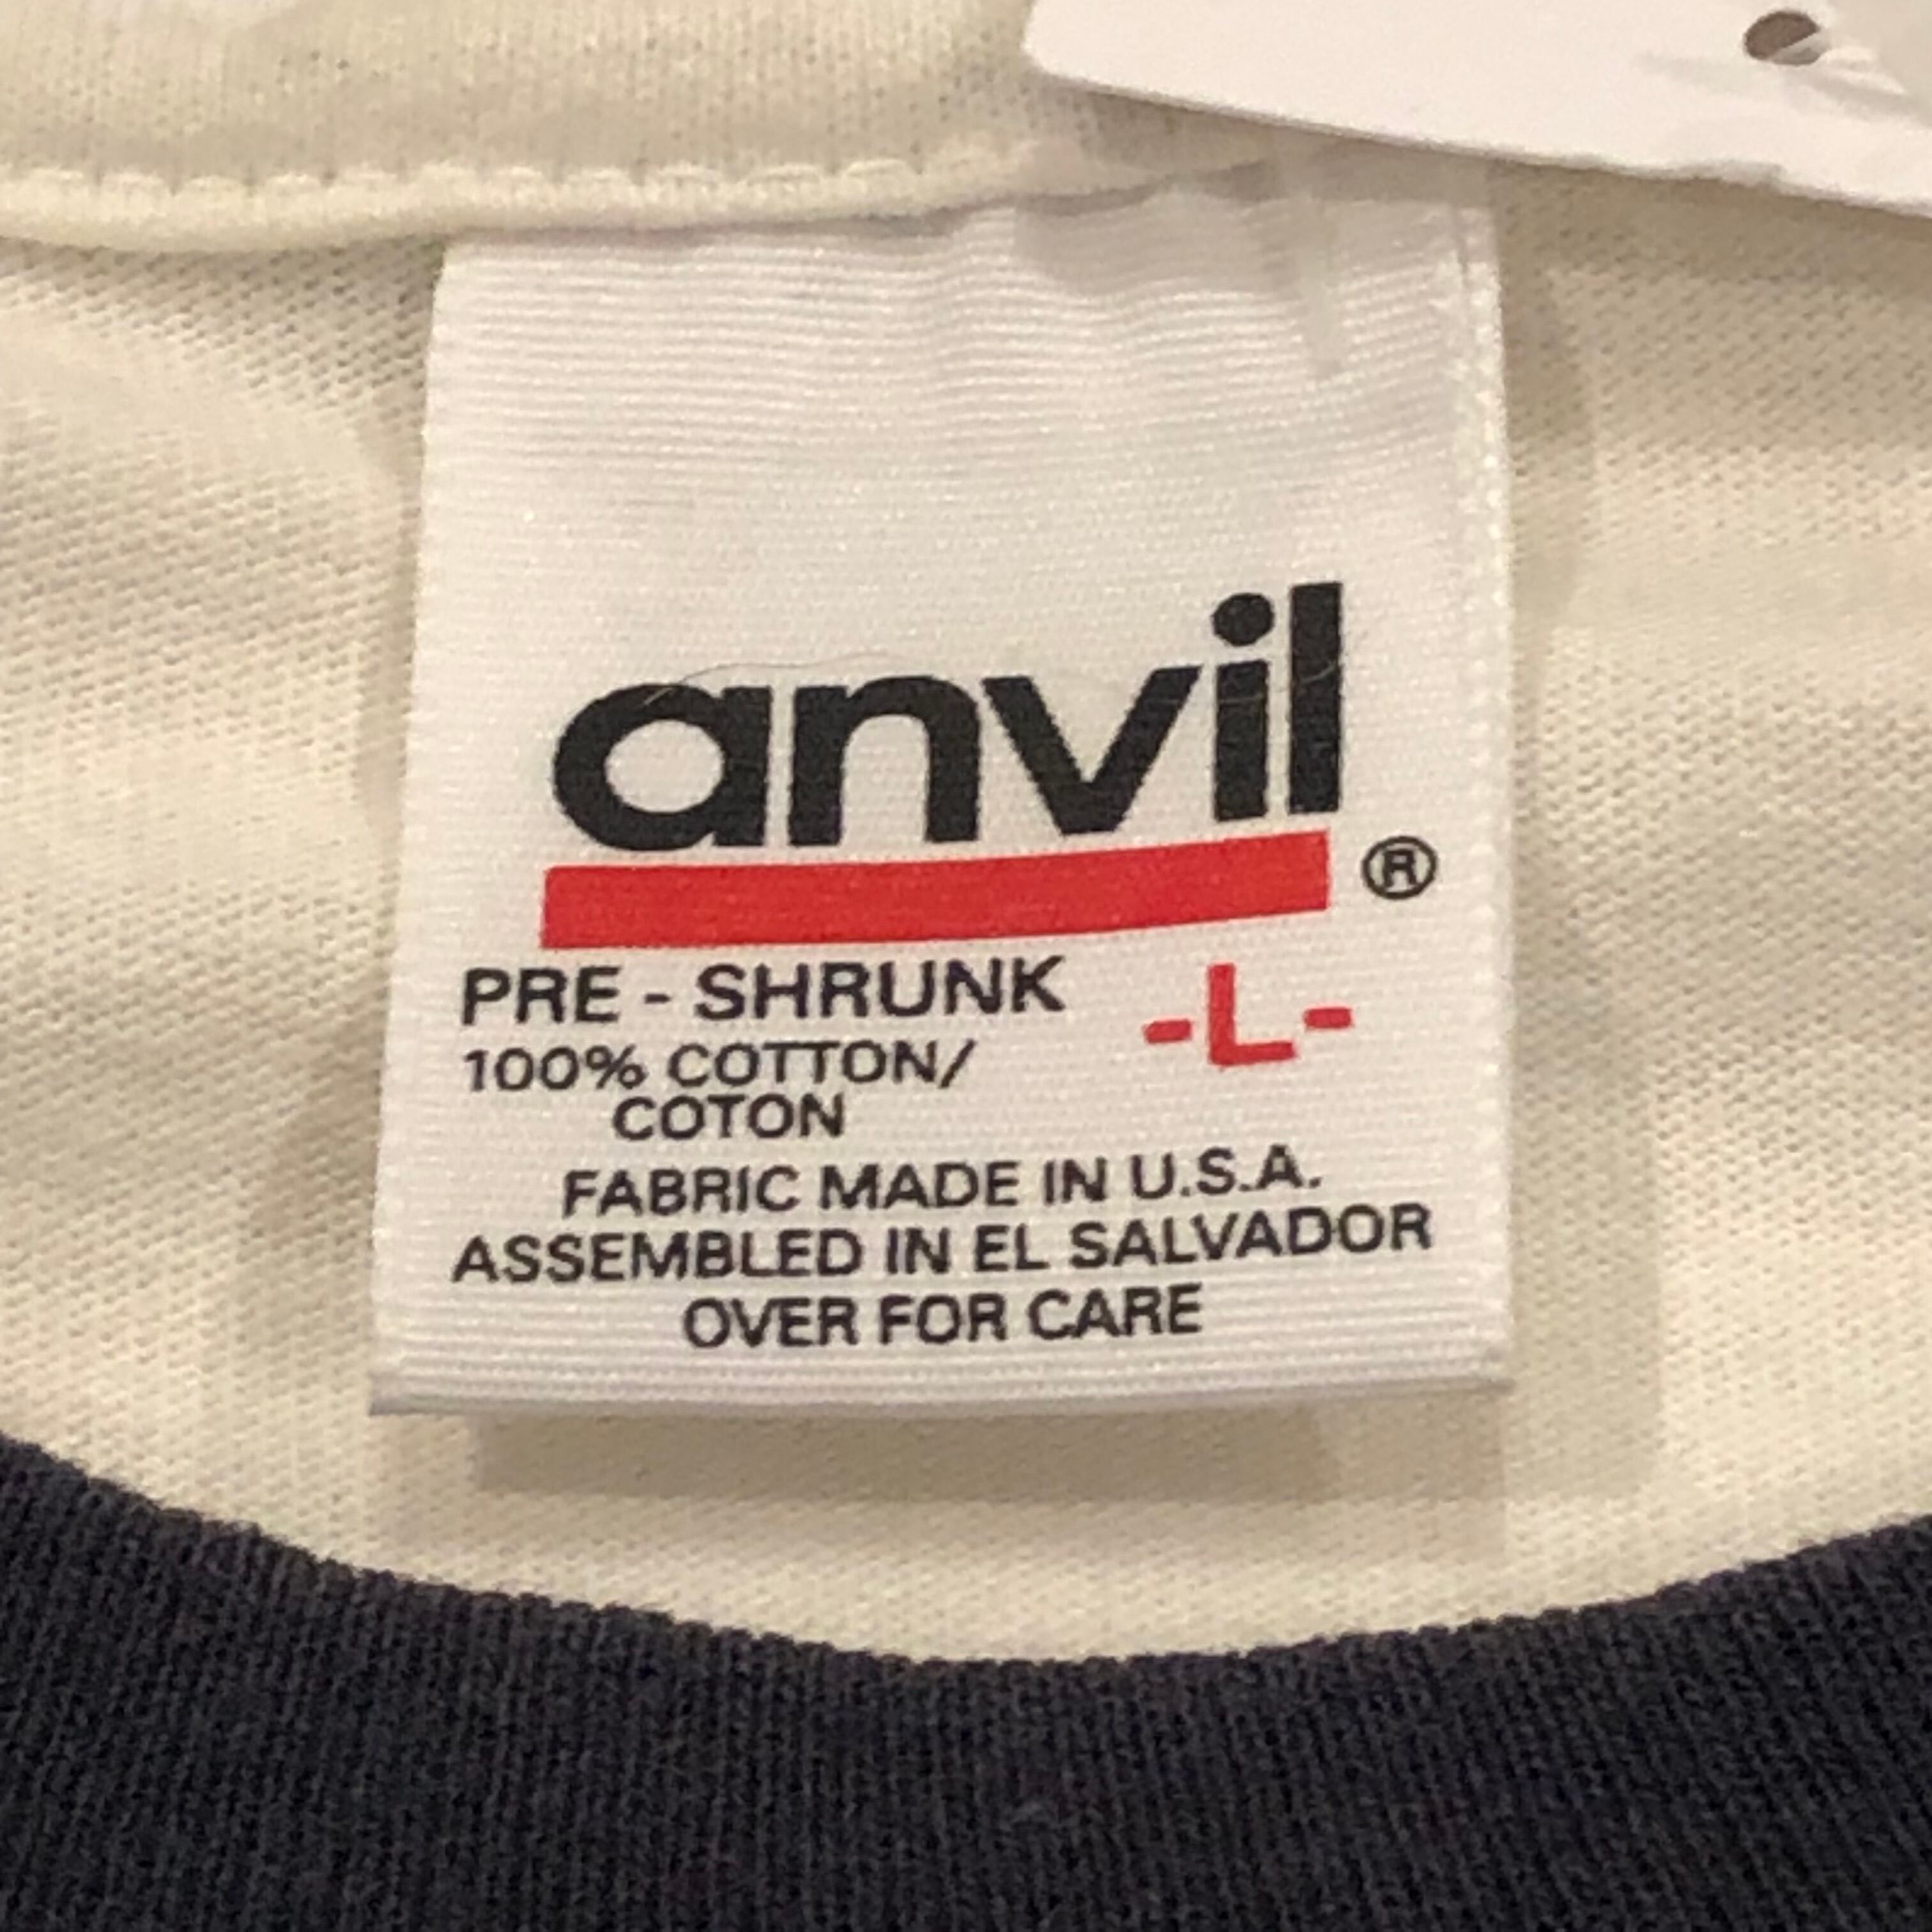 anvil
®
PRE - SHRUNK -L-
100% COTTON/
COTON
FABRIC MADE IN U.S.A.
ASSEMBLED IN EL SALVADOR
OVER FOR CARE